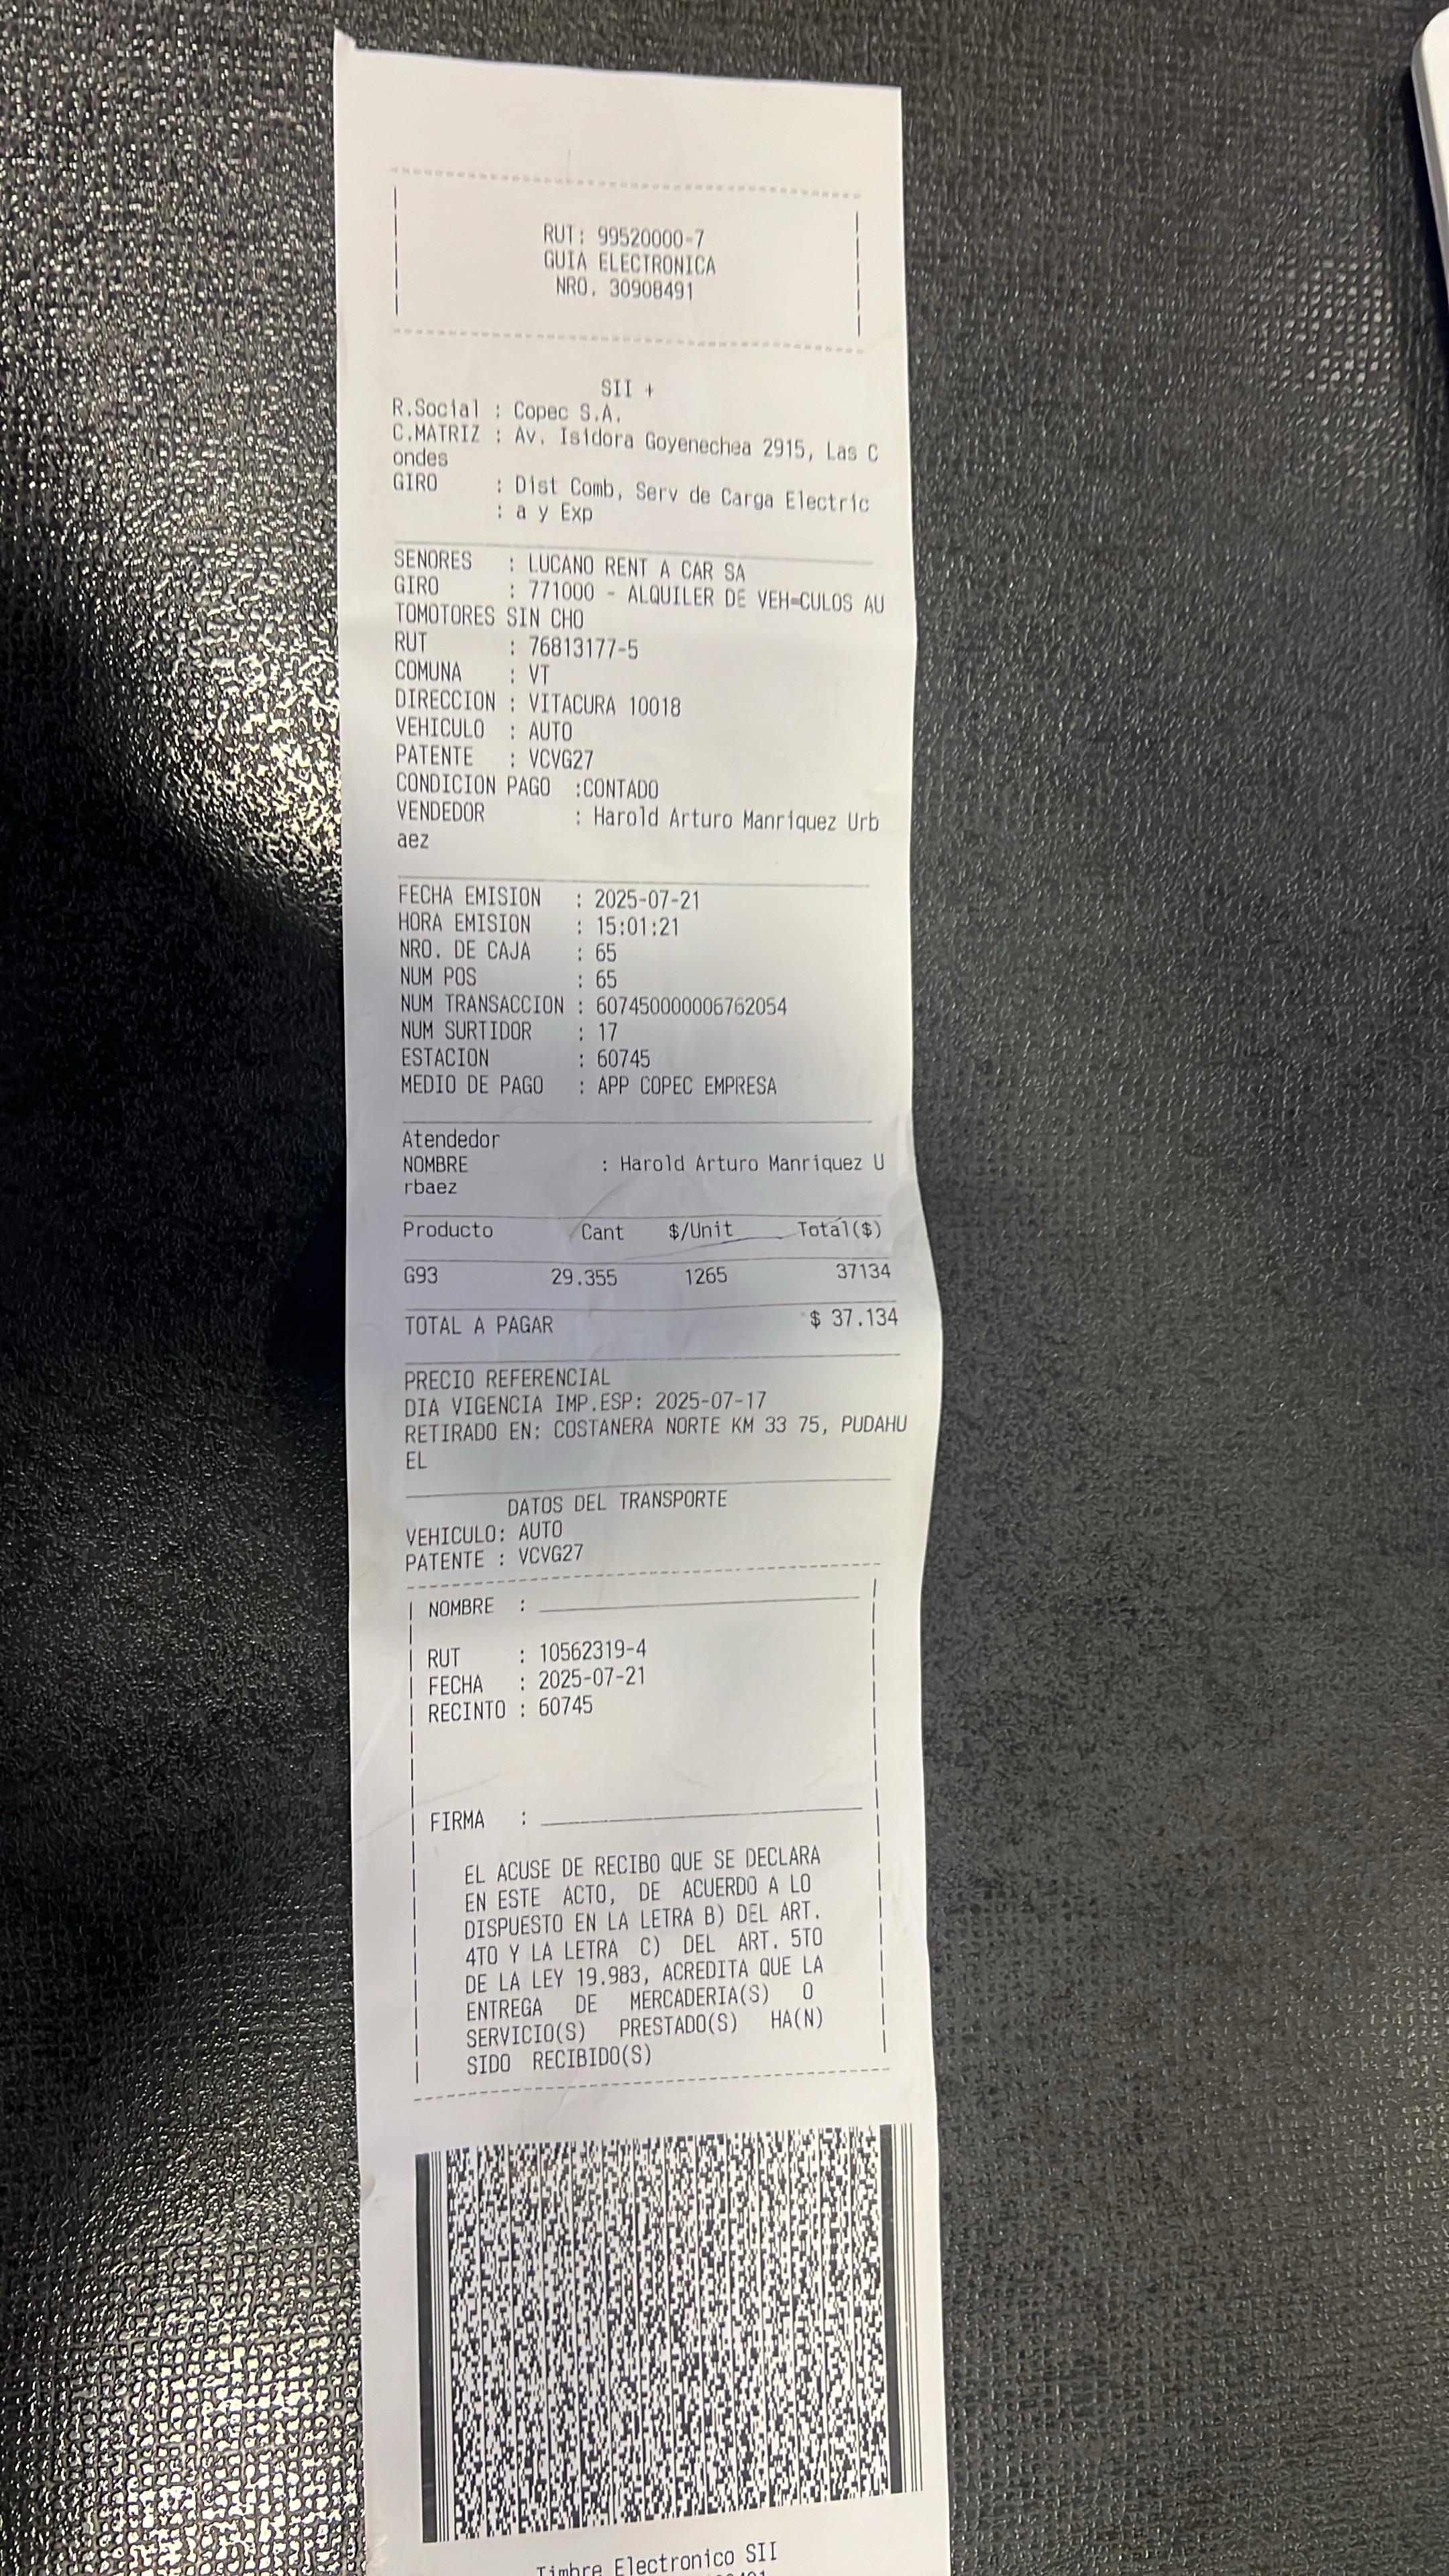 RUT: 99520000-7
GUIA ELECTRONICA
NRO. 30908491
SII +
R.Social : Copec S.A.
C.MATRIZ : Av. Isidora Goyenechea 2915, Las C
ondes
GIRO : Dist Comb, Serv de Carga Electric
: a y Exp
SENORES : LUCANO RENT A CAR SA
GIRO : 771000 - ALQUILER DE VEH=CULOS AU
TOMOTORES SIN CHO
RUT : 76813177-5
COMUNA : VT
DIRECCION : VITACURA 10018
VEHICULO : AUTO
PATENTE : VCVG27
CONDICION PAGO :CONTADO
VENDEDOR : Harold Arturo Manriquez Urb
aez
FECHA EMISION : 2025-07-21
HORA EMISION : 15:01:21
NRO. DE CAJA : 65
NUM POS : 65
NUM TRANSACCION : 607450000006762054
NUM SURTIDOR : 17
ESTACION : 60745
MEDIO DE PAGO : APP COPEC EMPRESA
Atendedor
NOMBRE : Harold Arturo Manriquez U
rbaez
Producto Cant $/Unit Total($)
G93 29.355 1265 37134
TOTAL A PAGAR $ 37.134
PRECIO REFERENCIAL
DIA VIGENCIA IMP.ESP: 2025-07-17
RETIRADO EN: COSTANERA NORTE KM 33 75, PUDAHU
EL
DATOS DEL TRANSPORTE
VEHICULO: AUTO
PATENTE : VCVG27
NOMBRE :
RUT : 10562319-4
FECHA : 2025-07-21
RECINTO : 60745
FIRMA :
EL ACUSE DE RECIBO QUE SE DECLARA
EN ESTE ACTO, DE ACUERDO A LO
DISPUESTO EN LA LETRA B) DEL ART.
4TO Y LA LETRA C) DEL ART. 5TO
DE LA LEY 19.983, ACREDITA QUE LA
ENTREGA DE MERCADERIA(S) O
SERVICIO(S) PRESTADO(S) HA(N)
SIDO RECIBIDO(S)
Timbre Electronico SII